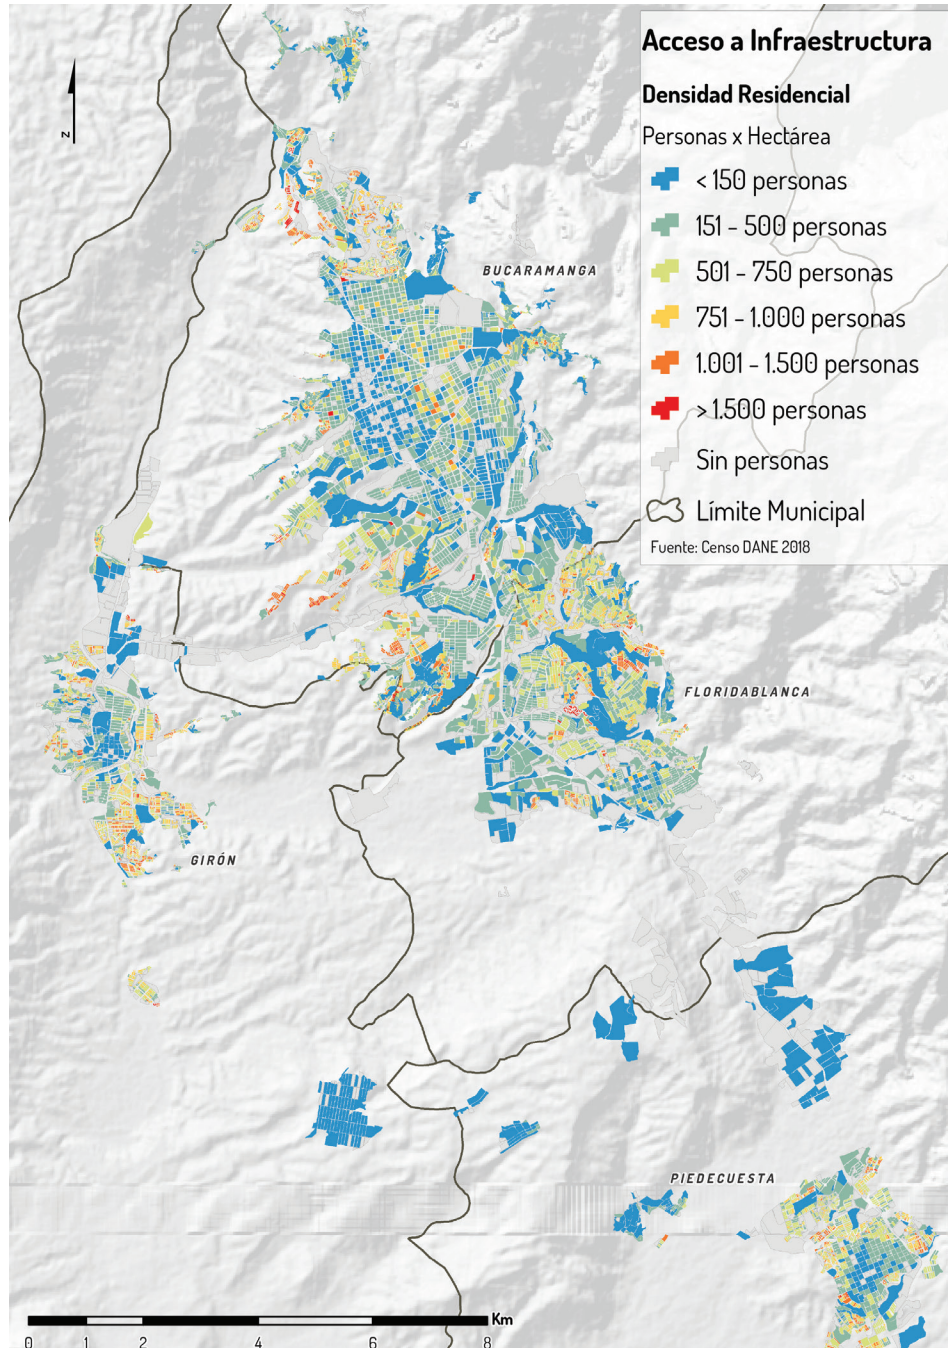 Acceso a Infraestructura
Densidad Residencial
Personas x Hectárea
< 150 personas
151 - 500 personas
501 - 750 personas
751 - 1.000 personas
1.001 - 1.500 personas
> 1.500 personas
Sin personas
Límite Municipal
Fuente: Censo DANE 2018
N
BUCARAMANGA
FLORIDABLANCA
GIRÓN
PIEDECUESTA
Km
0 1 2 4 6 8